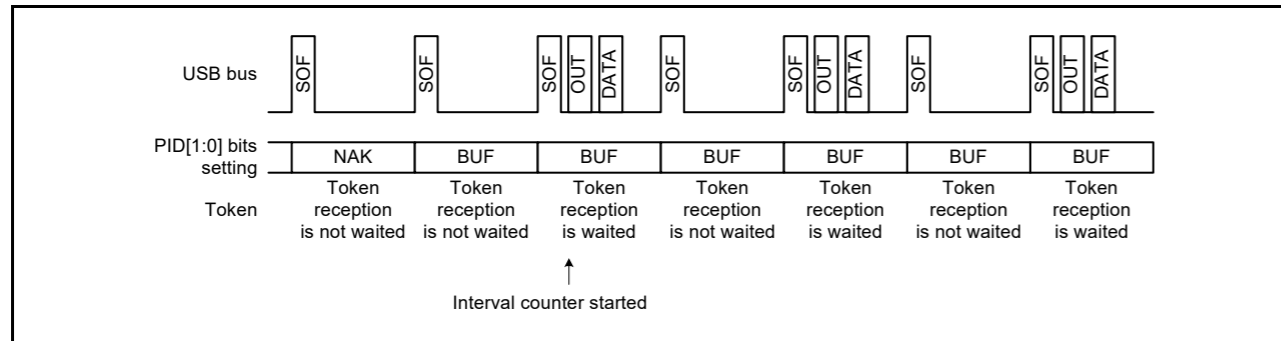 USB bus
SOF SOF SOF OUT DATA SOF SOF OUT DATA SOF SOF OUT DATA
PID[1:0] bits
setting
NAK BUF BUF BUF BUF BUF BUF
Token
Token Token Token Token Token Token Token
reception reception reception reception reception reception reception
is not waited is not waited is waited is not waited is waited is not waited is waited
Interval counter started